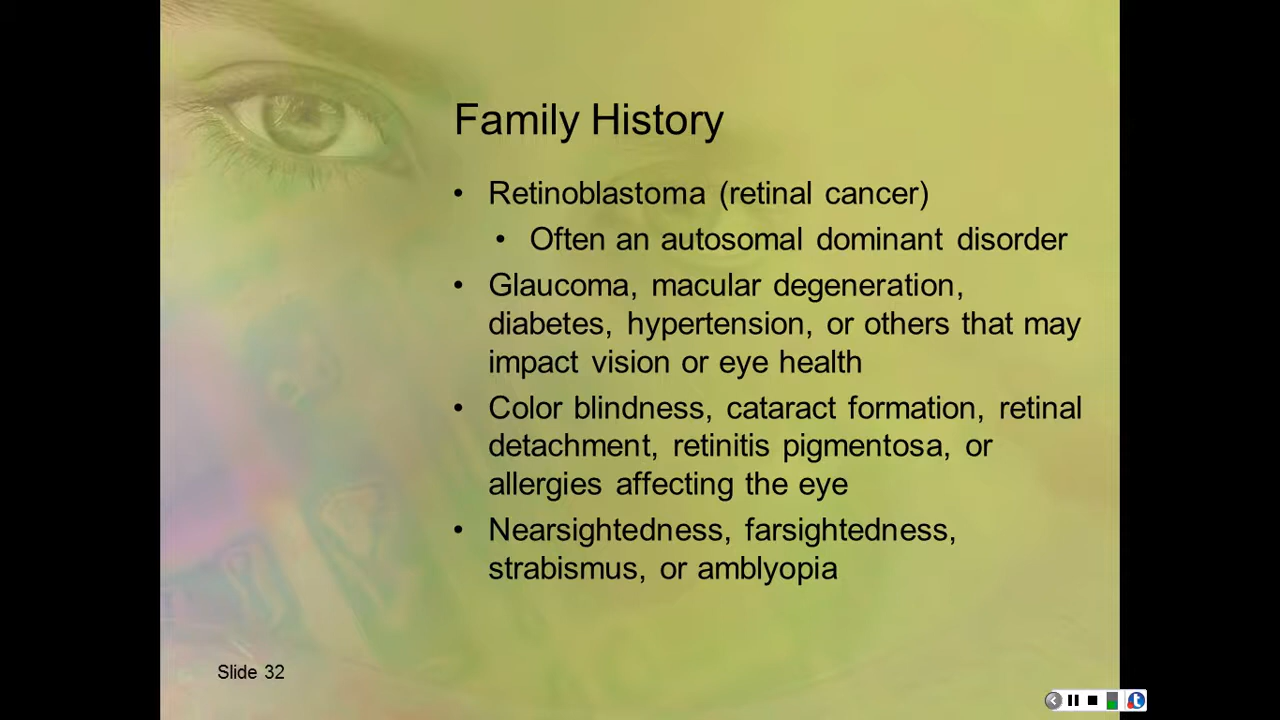 Family History
• Retinoblastoma (retinal cancer)
• Often an autosomal dominant disorder
• Glaucoma, macular degeneration,
diabetes, hypertension, or others that may
impact vision or eye health
• Color blindness, cataract formation, retinal
detachment, retinitis pigmentosa, or
allergies affecting the eye
• Nearsightedness, farsightedness,
strabismus, or amblyopia
Slide 32
t